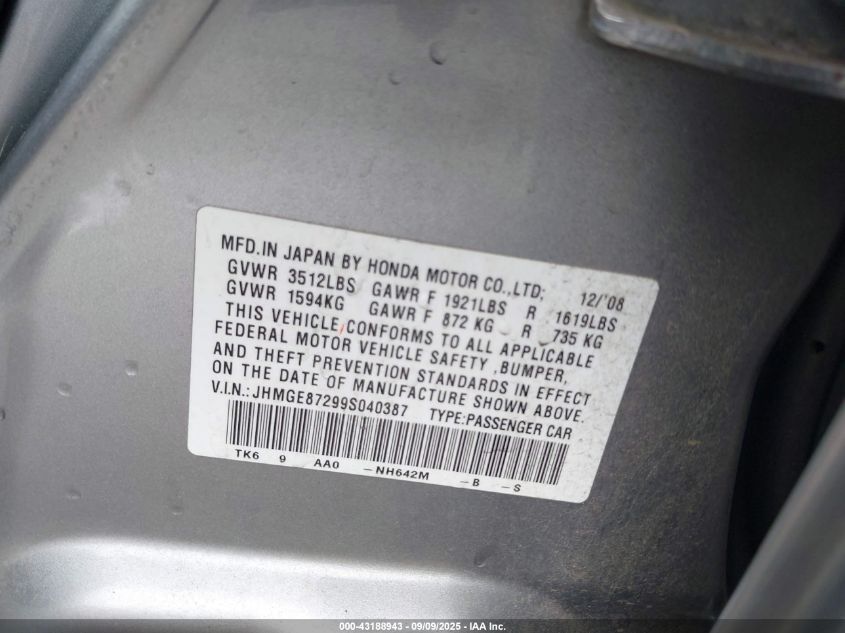 MFD.IN JAPAN BY HONDA MOTOR CO.,LTD; 12/'08
GVWR 3512LBS GAWR F 1921LBS R 1619LBS
GVWR 1594KG GAWR F 872 KG R 735 KG
THIS VEHICLE CONFORMS TO ALL APPLICABLE
FEDERAL MOTOR VEHICLE SAFETY, BUMPER,
AND THEFT PREVENTION STANDARDS IN EFFECT
ON THE DATE OF MANUFACTURE SHOWN ABOVE.
V.I.N.: JHMGE87299S040387 TYPE:PASSENGER CAR
TK6 9 AA0 -NH642M -B -S
000-43188943 - 09/09/2025 - IAA Inc.